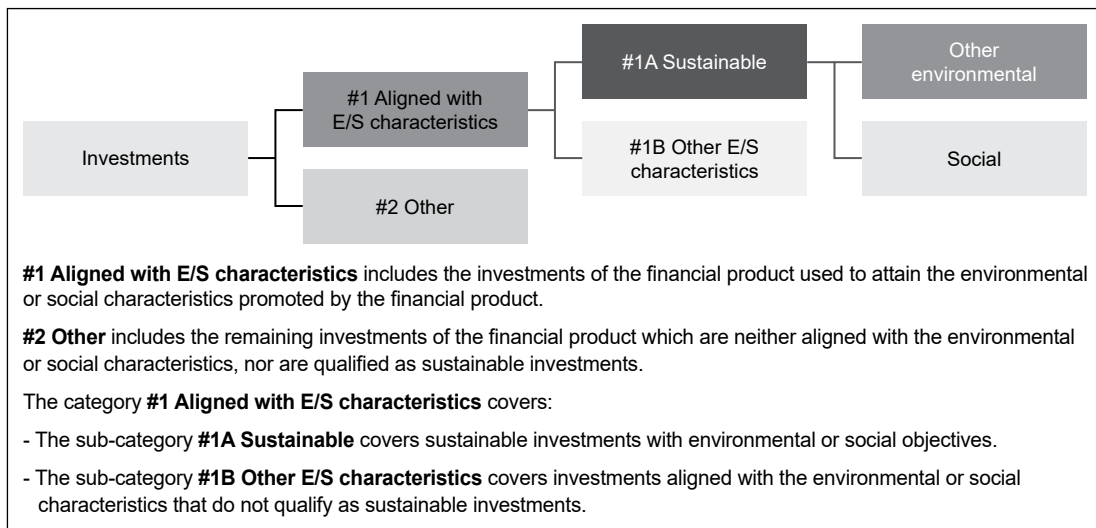 #1A Sustainable
Other
environmental
#1 Aligned with
E/S characteristics
Investments
#1B Other E/S
characteristics
Social
#2 Other
#1 Aligned with E/S characteristics includes the investments of the financial product used to attain the environmental
or social characteristics promoted by the financial product.
#2 Other includes the remaining investments of the financial product which are neither aligned with the environmental
or social characteristics, nor are qualified as sustainable investments.
The category #1 Aligned with E/S characteristics covers:
- The sub-category #1A Sustainable covers sustainable investments with environmental or social objectives.
- The sub-category #1B Other E/S characteristics covers investments aligned with the environmental or social
characteristics that do not qualify as sustainable investments.